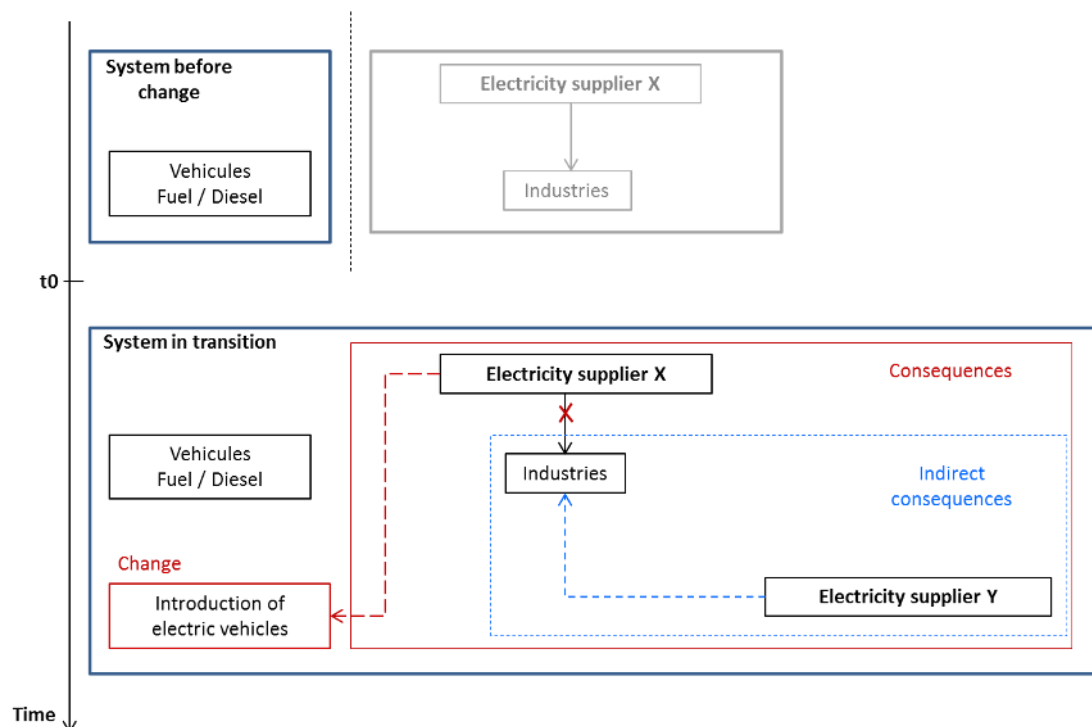 System before
change
Electricity supplier X
Vehicules
Fuel / Diesel
Industries
t0
System in transition
Electricity supplier X
Consequences
X
Vehicules
Fuel / Diesel
Industries
Indirect
consequences
Change
Introduction of
electric vehicles
Electricity supplier Y
Time